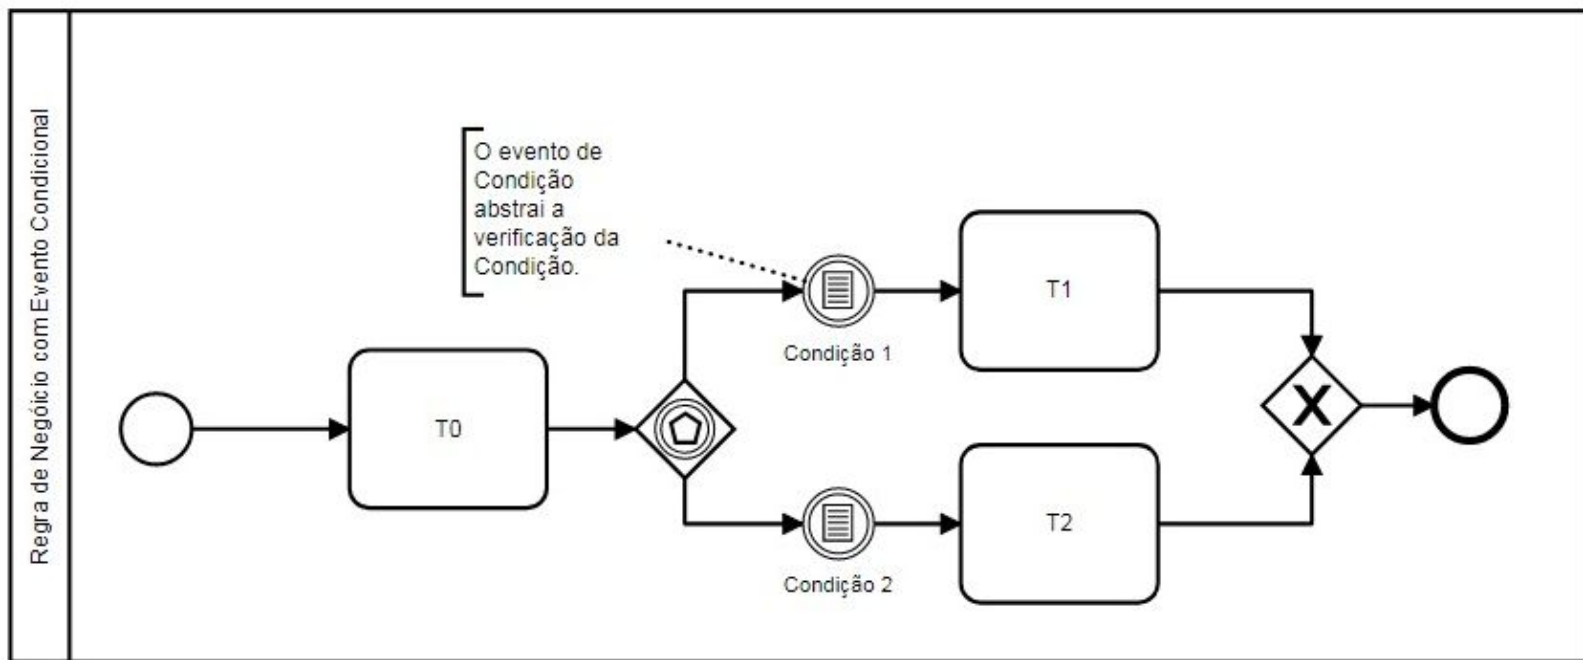 Regra de Negóicio com Evento Condicional
O evento de
Condição
abstrai a
verificação da
Condição.
T0
Condição 1
T1
Condição 2
T2
X